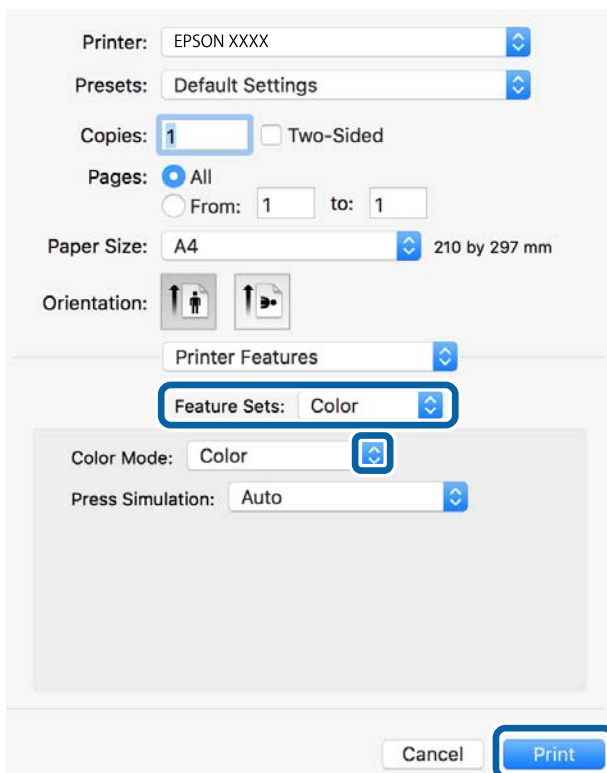 Printer: EPSON XXXX
Presets: Default Settings
Copies: 1 Two-Sided
Pages: All
From: 1 to: 1
Paper Size: A4 210 by 297 mm
Orientation:
Printer Features
Feature Sets: Color
Color Mode: Color
Press Simulation: Auto
Cancel Print